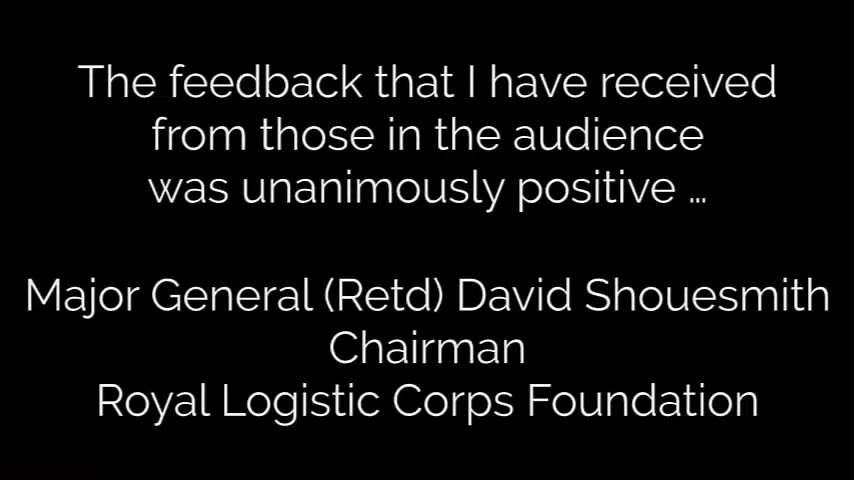 The feedback that I have received
from those in the audience
was unanimously positive ...
Major General (Retd) David Shouesmith
Chairman
Royal Logistic Corps Foundation